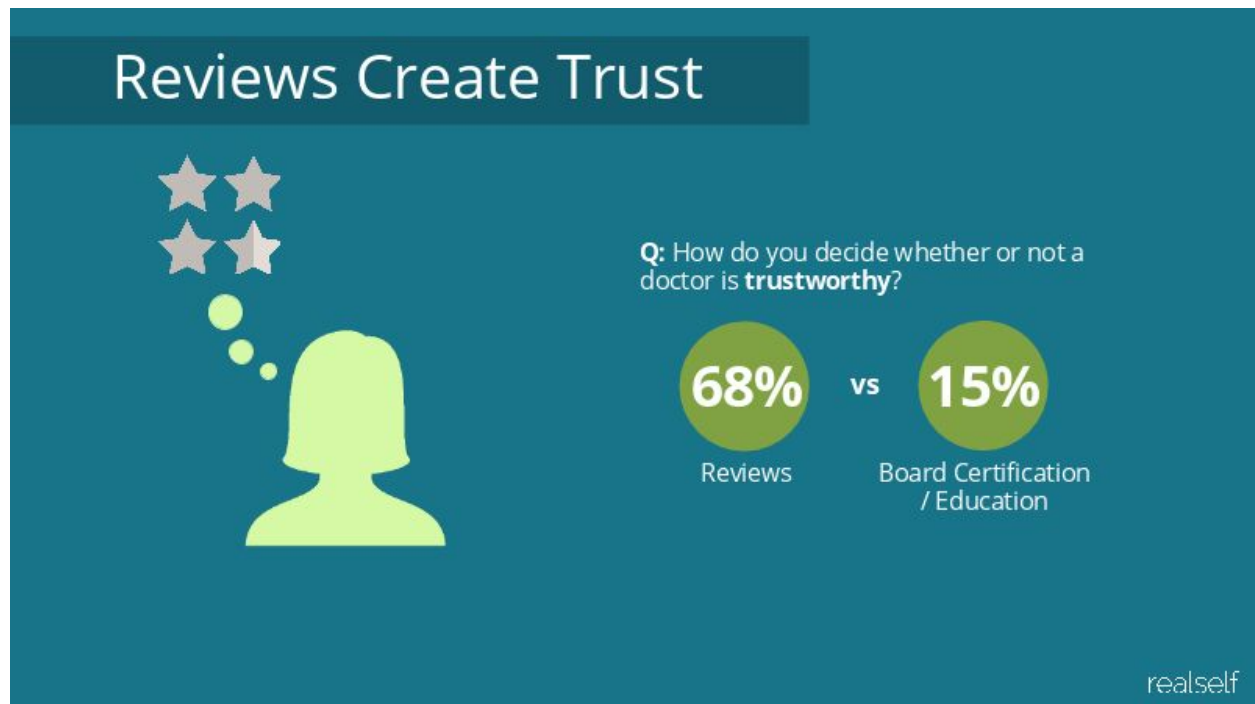 Reviews Create Trust
Q: How do you decide whether or not a
doctor is trustworthy?
68%
vs
15%
Reviews
Board Certification
/ Education
realself